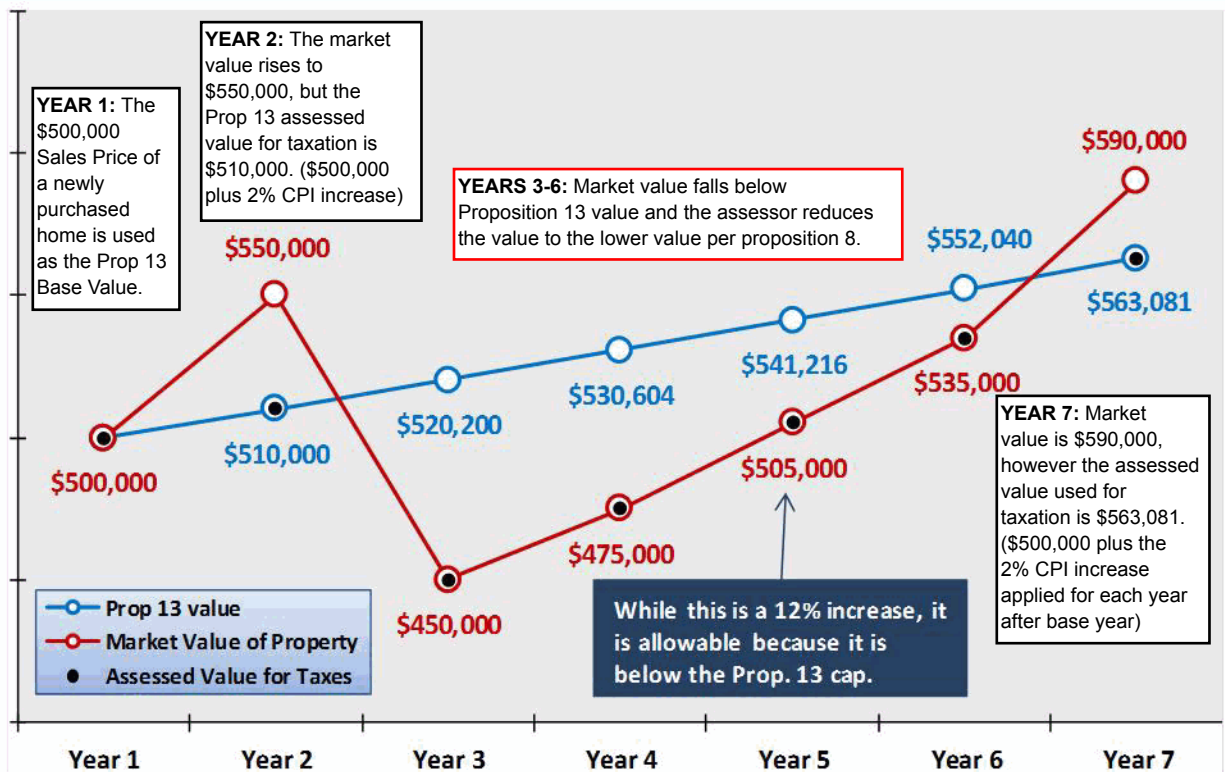 YEAR 1: The
$500,000
Sales Price of
a newly
purchased
home is used
as the Prop 13
Base Value.
YEAR 2: The market
value rises to
$550,000, but the
Prop 13 assessed
value for taxation is
$510,000. ($500,000
plus 2% CPI increase)
YEARS 3-6: Market value falls below
Proposition 13 value and the assessor reduces
the value to the lower value per proposition 8.
$590,000
$550,000
$552,040
$563,081
$541,216
$530,604
$520,200
$510,000
$500,000
$535,000
$505,000
$475,000
$450,000
YEAR 7: Market
value is $590,000,
however the assessed
value used for
taxation is $563,081.
($500,000 plus the
2% CPI increase
applied for each year
after base year)
While this is a 12% increase, it
is allowable because it is
below the Prop. 13 cap.
Prop 13 value
Market Value of Property
Assessed Value for Taxes
Year 1 Year 2 Year 3 Year 4 Year 5 Year 6 Year 7